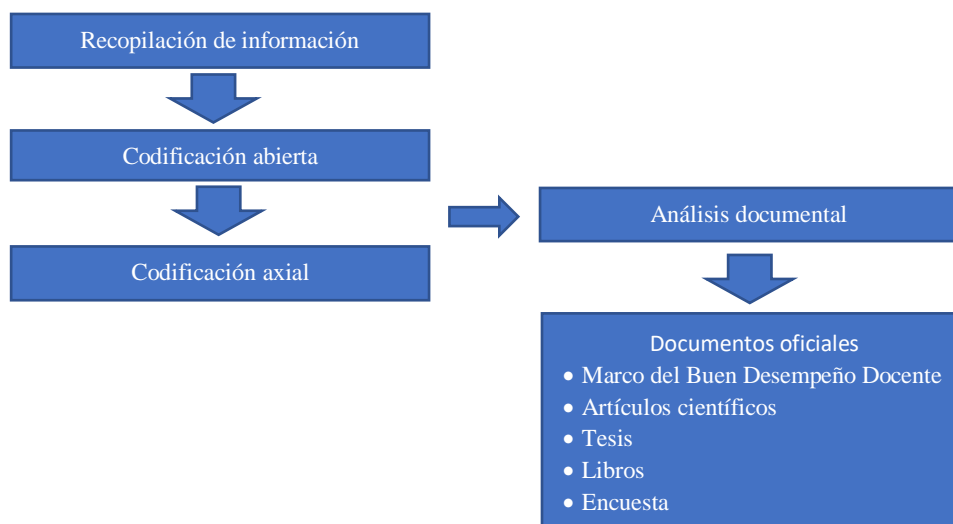 Recopilación de información
Codificación abierta
Codificación axial
Análisis documental
Documentos oficiales
• Marco del Buen Desempeño Docente
• Artículos científicos
• Tesis
• Libros
• Encuesta